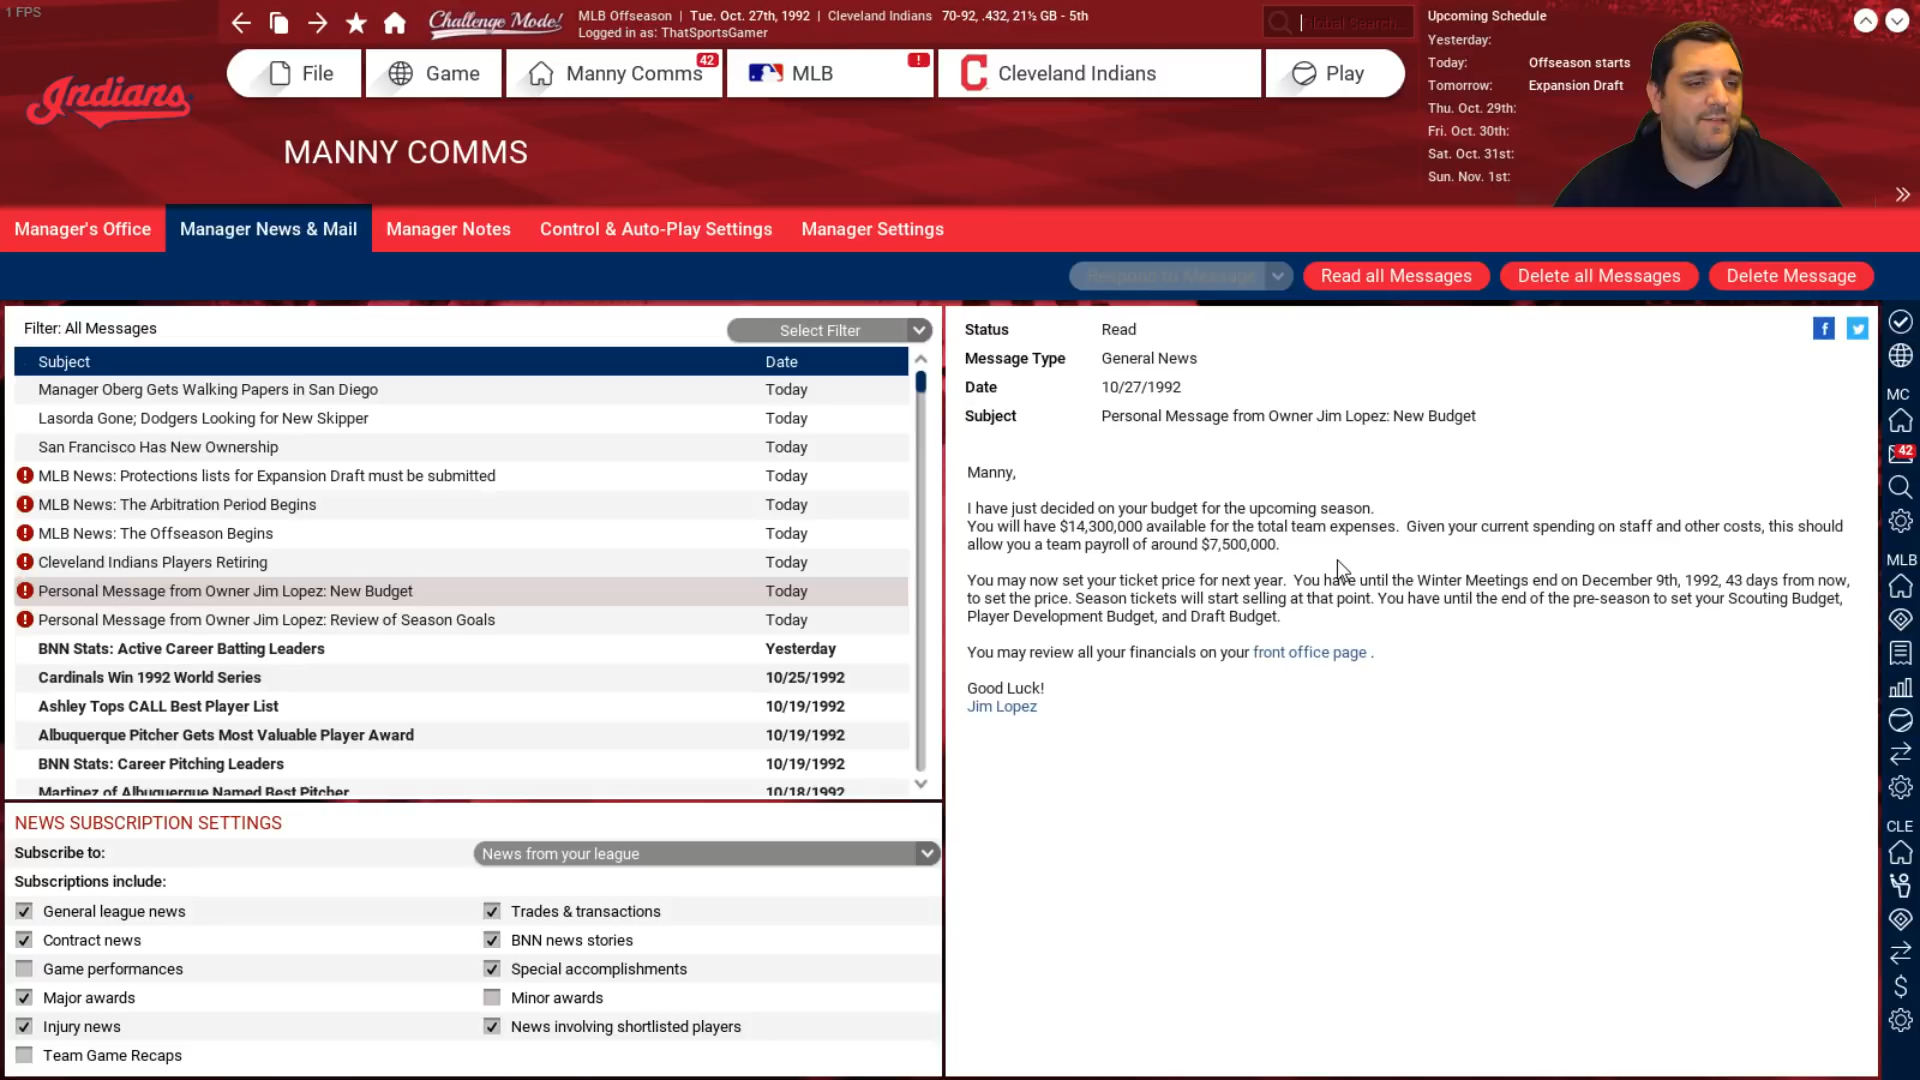 1 FPS
Challenge Mode!
MLB Offseason | Tue. Oct. 27th, 1992 | Cleveland Indians 70-92, .432, 21½ GB - 5th
Logged in as: ThatSportsGamer
Global Search...
Upcoming Schedule
Yesterday:
Today: Offseason starts
Tomorrow: Expansion Draft
Thu. Oct. 29th:
Fri. Oct. 30th:
Sat. Oct. 31st:
Sun. Nov. 1st:
Indians
File
Game
Manny Comms 42
MLB !
Cleveland Indians
Play
MANNY COMMS
Manager's Office
Manager News & Mail
Manager Notes
Control & Auto-Play Settings
Manager Settings
Respond to Message
Read all Messages
Delete all Messages
Delete Message
Filter: All Messages
Select Filter
Subject Date
Manager Oberg Gets Walking Papers in San Diego Today
Lasorda Gone; Dodgers Looking for New Skipper Today
San Francisco Has New Ownership Today
! MLB News: Protections lists for Expansion Draft must be submitted Today
! MLB News: The Arbitration Period Begins Today
! MLB News: The Offseason Begins Today
! Cleveland Indians Players Retiring Today
! Personal Message from Owner Jim Lopez: New Budget Today
! Personal Message from Owner Jim Lopez: Review of Season Goals Today
BNN Stats: Active Career Batting Leaders Yesterday
Cardinals Win 1992 World Series 10/25/1992
Ashley Tops CALL Best Player List 10/19/1992
Albuquerque Pitcher Gets Most Valuable Player Award 10/19/1992
BNN Stats: Career Pitching Leaders 10/19/1992
Martinez of Albuquerque Named Best Pitcher 10/18/1992
NEWS SUBSCRIPTION SETTINGS
Subscribe to: News from your league
Subscriptions include:
General league news Trades & transactions
Contract news BNN news stories
Game performances Special accomplishments
Major awards Minor awards
Injury news News involving shortlisted players
Team Game Recaps
Status Read
Message Type General News
Date 10/27/1992
Subject Personal Message from Owner Jim Lopez: New Budget
Manny,
I have just decided on your budget for the upcoming season.
You will have $14,300,000 available for the total team expenses. Given your current spending on staff and other costs, this should
allow you a team payroll of around $7,500,000.
You may now set your ticket price for next year. You have until the Winter Meetings end on December 9th, 1992, 43 days from now,
to set the price. Season tickets will start selling at that point. You have until the end of the pre-season to set your Scouting Budget,
Player Development Budget, and Draft Budget.
You may review all your financials on your front office page .
Good Luck!
Jim Lopez
MC
42
MLB
CLE